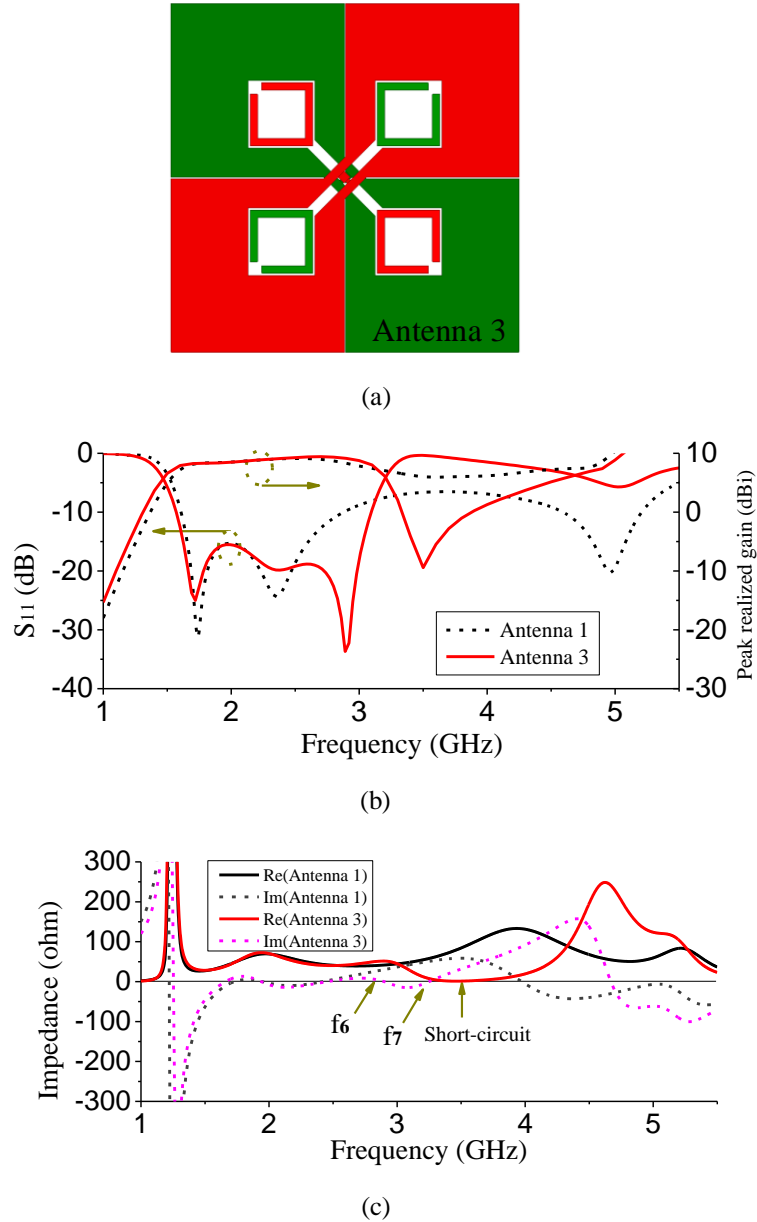 Antenna 3
(a)
0
-10
-20
-30
-40
S11 (dB)
10
0
-10
-20
-30
Peak realized gain (dBi)
Antenna 1
Antenna 3
1 2 3 4 5
Frequency (GHz)
(b)
300
200
100
0
-100
-200
-300
Impedance (ohm)
Re(Antenna 1)
Im(Antenna 1)
Re(Antenna 3)
Im(Antenna 3)
f6
f7
Short-circuit
1 2 3 4 5
Frequency (GHz)
(c)